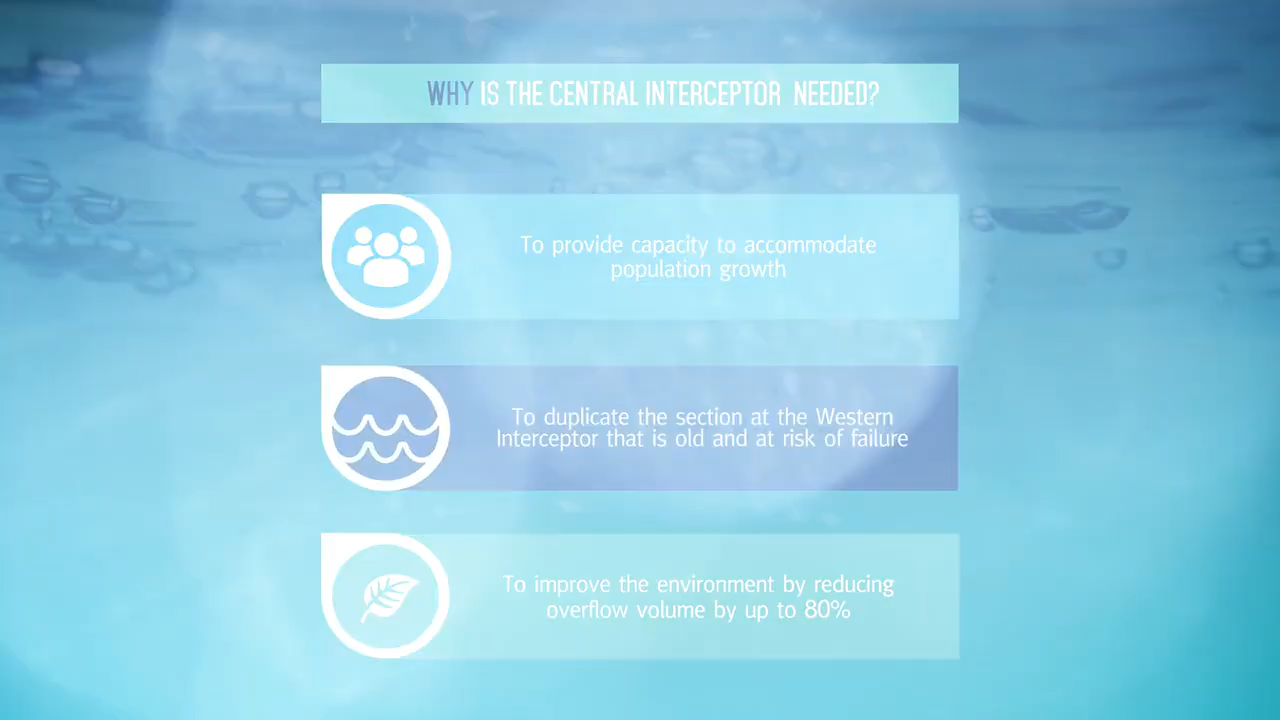 WHY IS THE CENTRAL INTERCEPTOR NEEDED?
To provide capacity to accommodate
population growth
To duplicate the section at the Western
Interceptor that is old and at risk of failure
To improve the environment by reducing
overflow volume by up to 80%